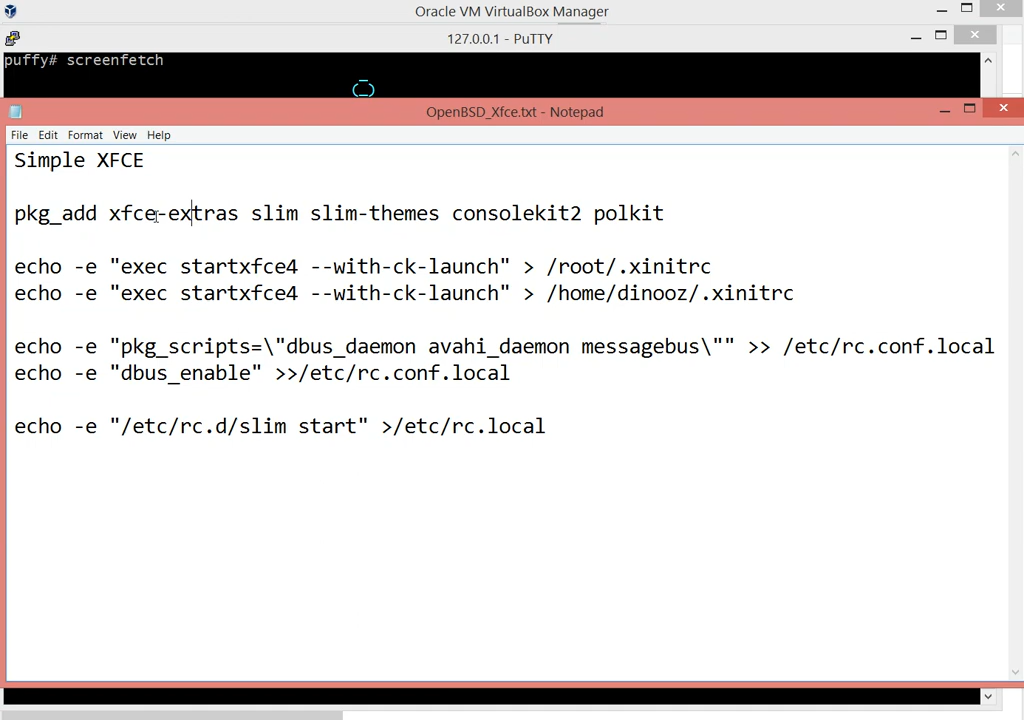 Oracle VM VirtualBox Manager
127.0.0.1 - PuTTY
puffy# screenfetch
OpenBSD_Xfce.txt - Notepad
File Edit Format View Help
Simple XFCE
pkg_add xfce-extras slim slim-themes consolekit2 polkit
echo -e "exec startxfce4 --with-ck-launch" > /root/.xinitrc
echo -e "exec startxfce4 --with-ck-launch" > /home/dinooz/.xinitrc
echo -e "pkg_scripts=\"dbus_daemon avahi_daemon messagebus\"" >> /etc/rc.conf.local
echo -e "dbus_enable" >>/etc/rc.conf.local
echo -e "/etc/rc.d/slim start" >/etc/rc.local